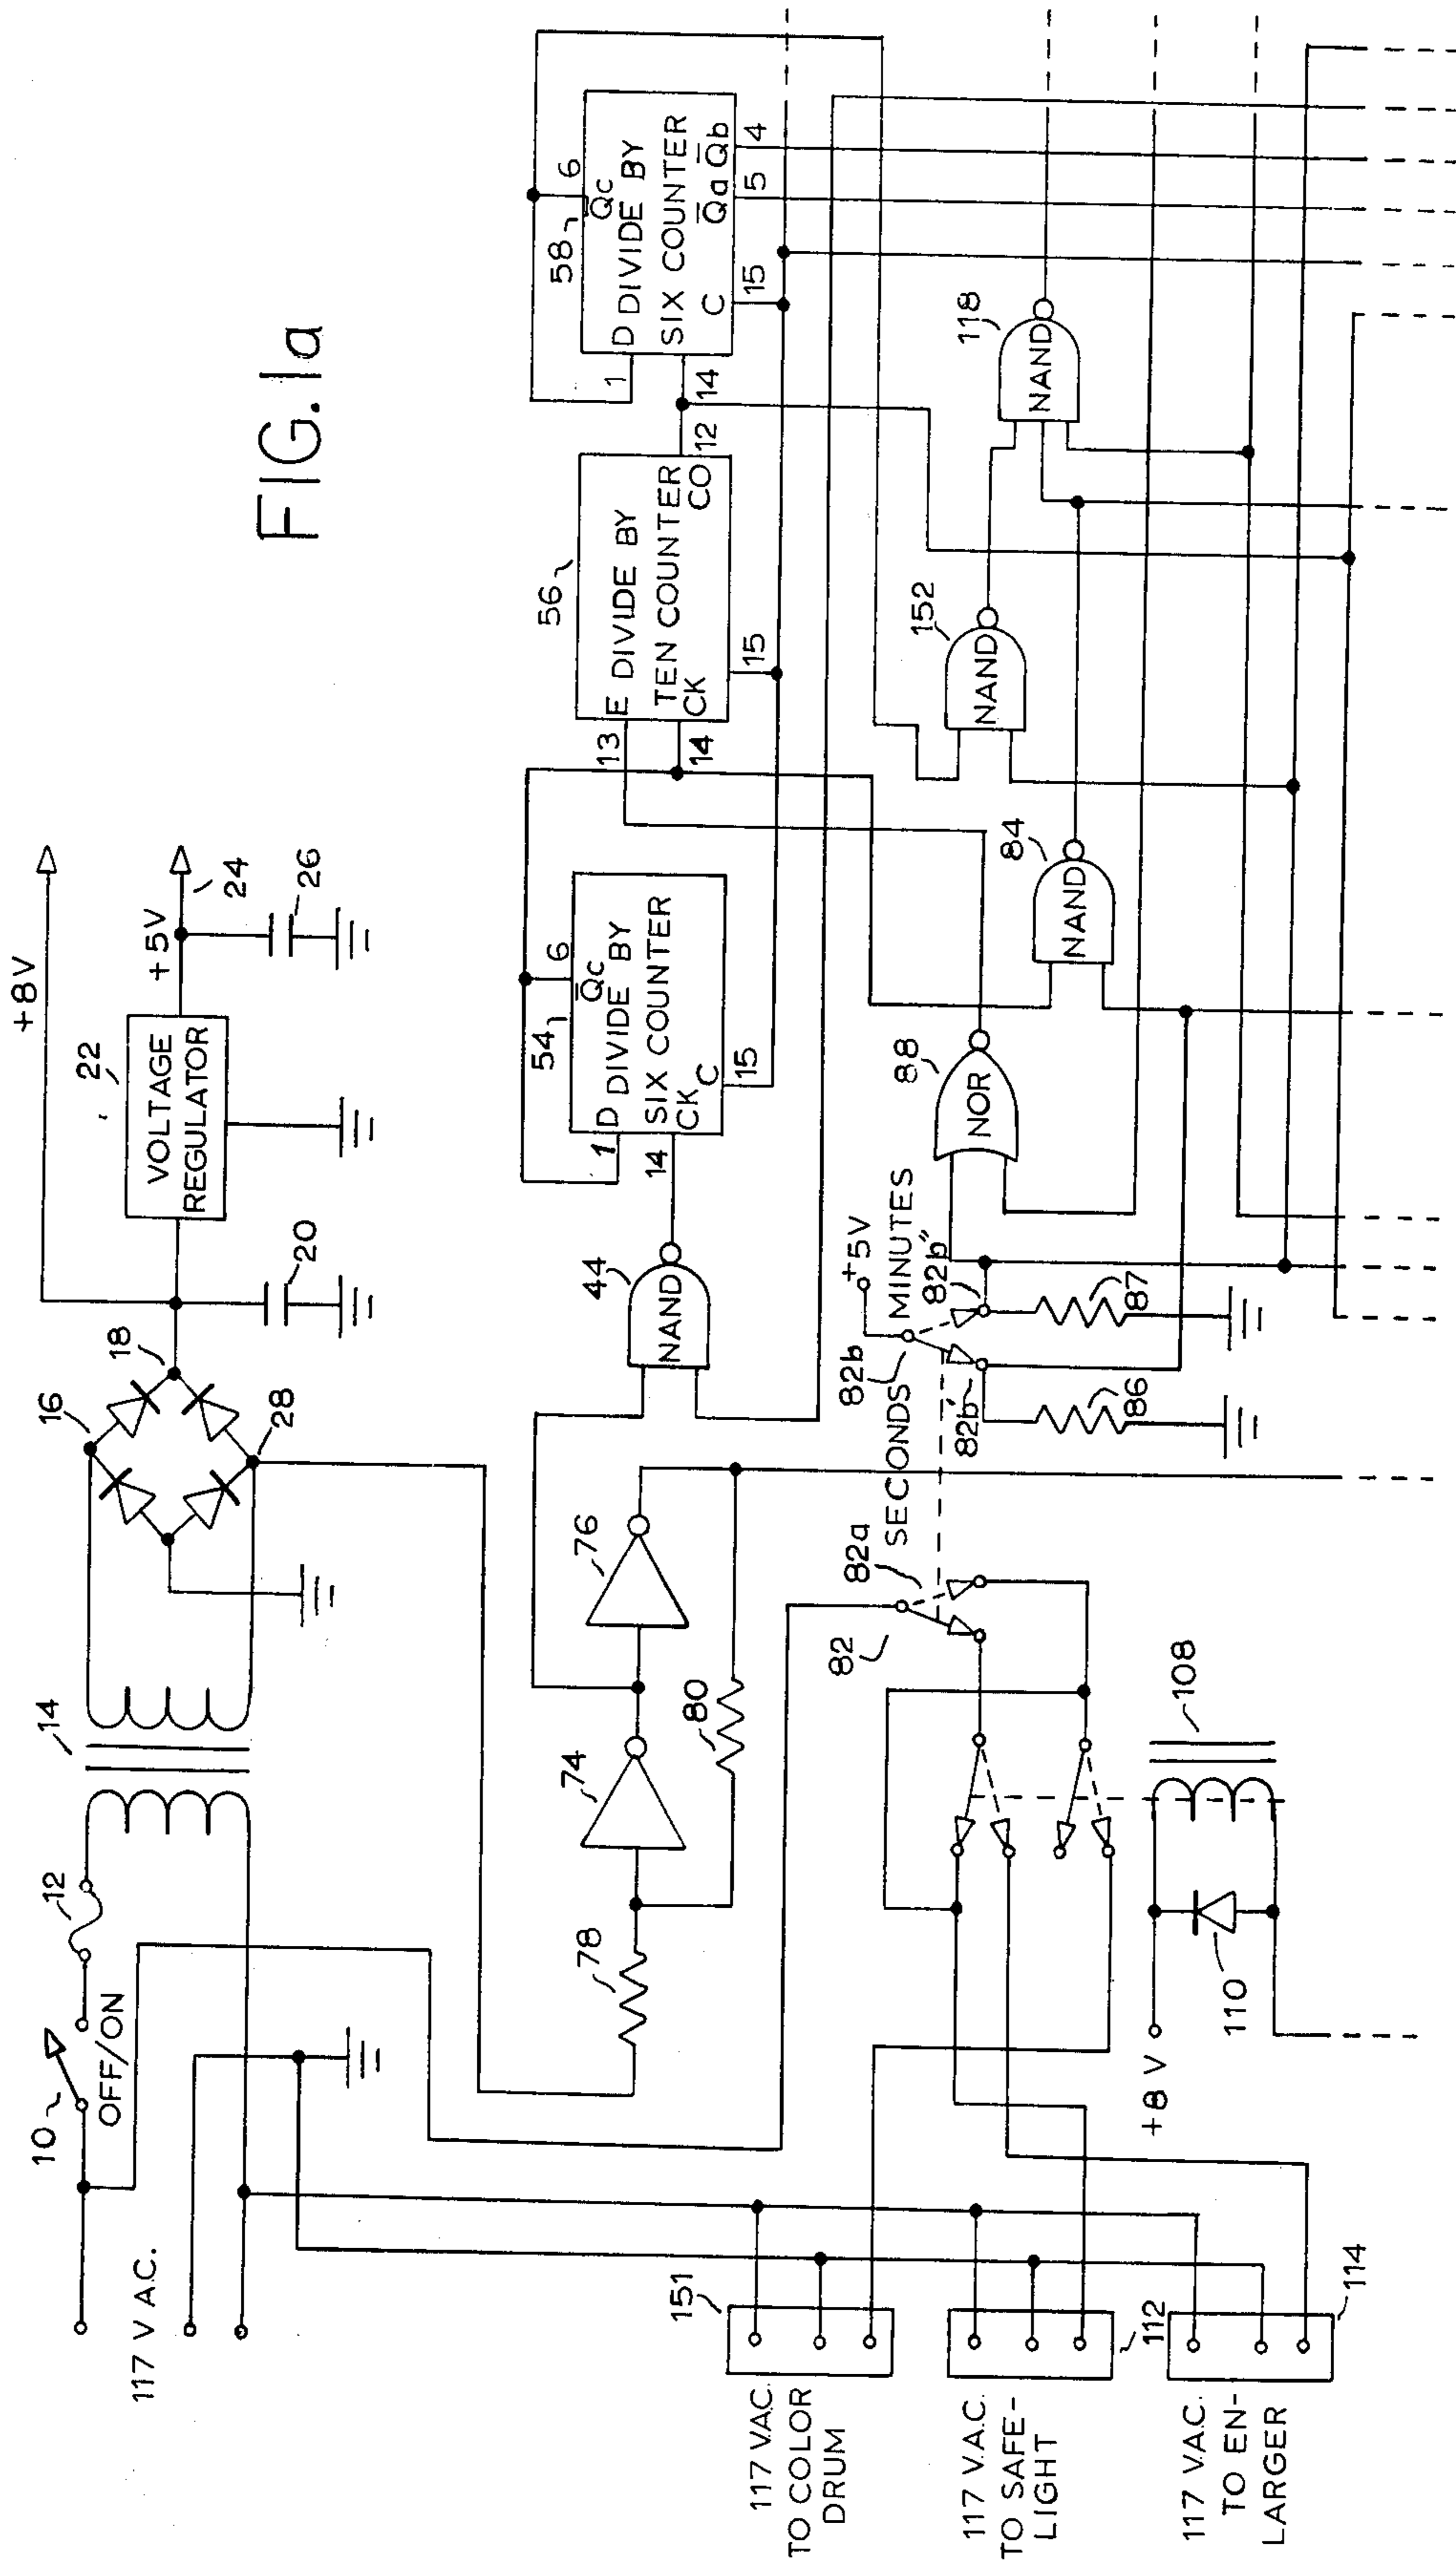 FIG. 1a
+8V
22
VOLTAGE
REGULATOR
+5V
24
26
20
18
16
28
14
12
10
OFF/ON
117 V A.C.
58
6
Q̅c
D DIVIDE BY
SIX COUNTER
C
Q̅a Q̅b
1
14
15
5
4
56
E DIVIDE BY
TEN COUNTER
CK
CO
13
14
12
15
54
6
Q̅c
D DIVIDE BY
SIX COUNTER
CK
C
1
14
15
44
NAND
76
74
78
80
118
NAND
152
NAND
84
NAND
88
NOR
+5V
MINUTES
SECONDS
82b
82b"
82b'
87
86
82a
82
108
110
+8 V
151
117 V.A.C.
TO COLOR
DRUM
112
117 V.A.C.
TO SAFE-
LIGHT
114
117 V.A.C.
TO EN-
LARGER